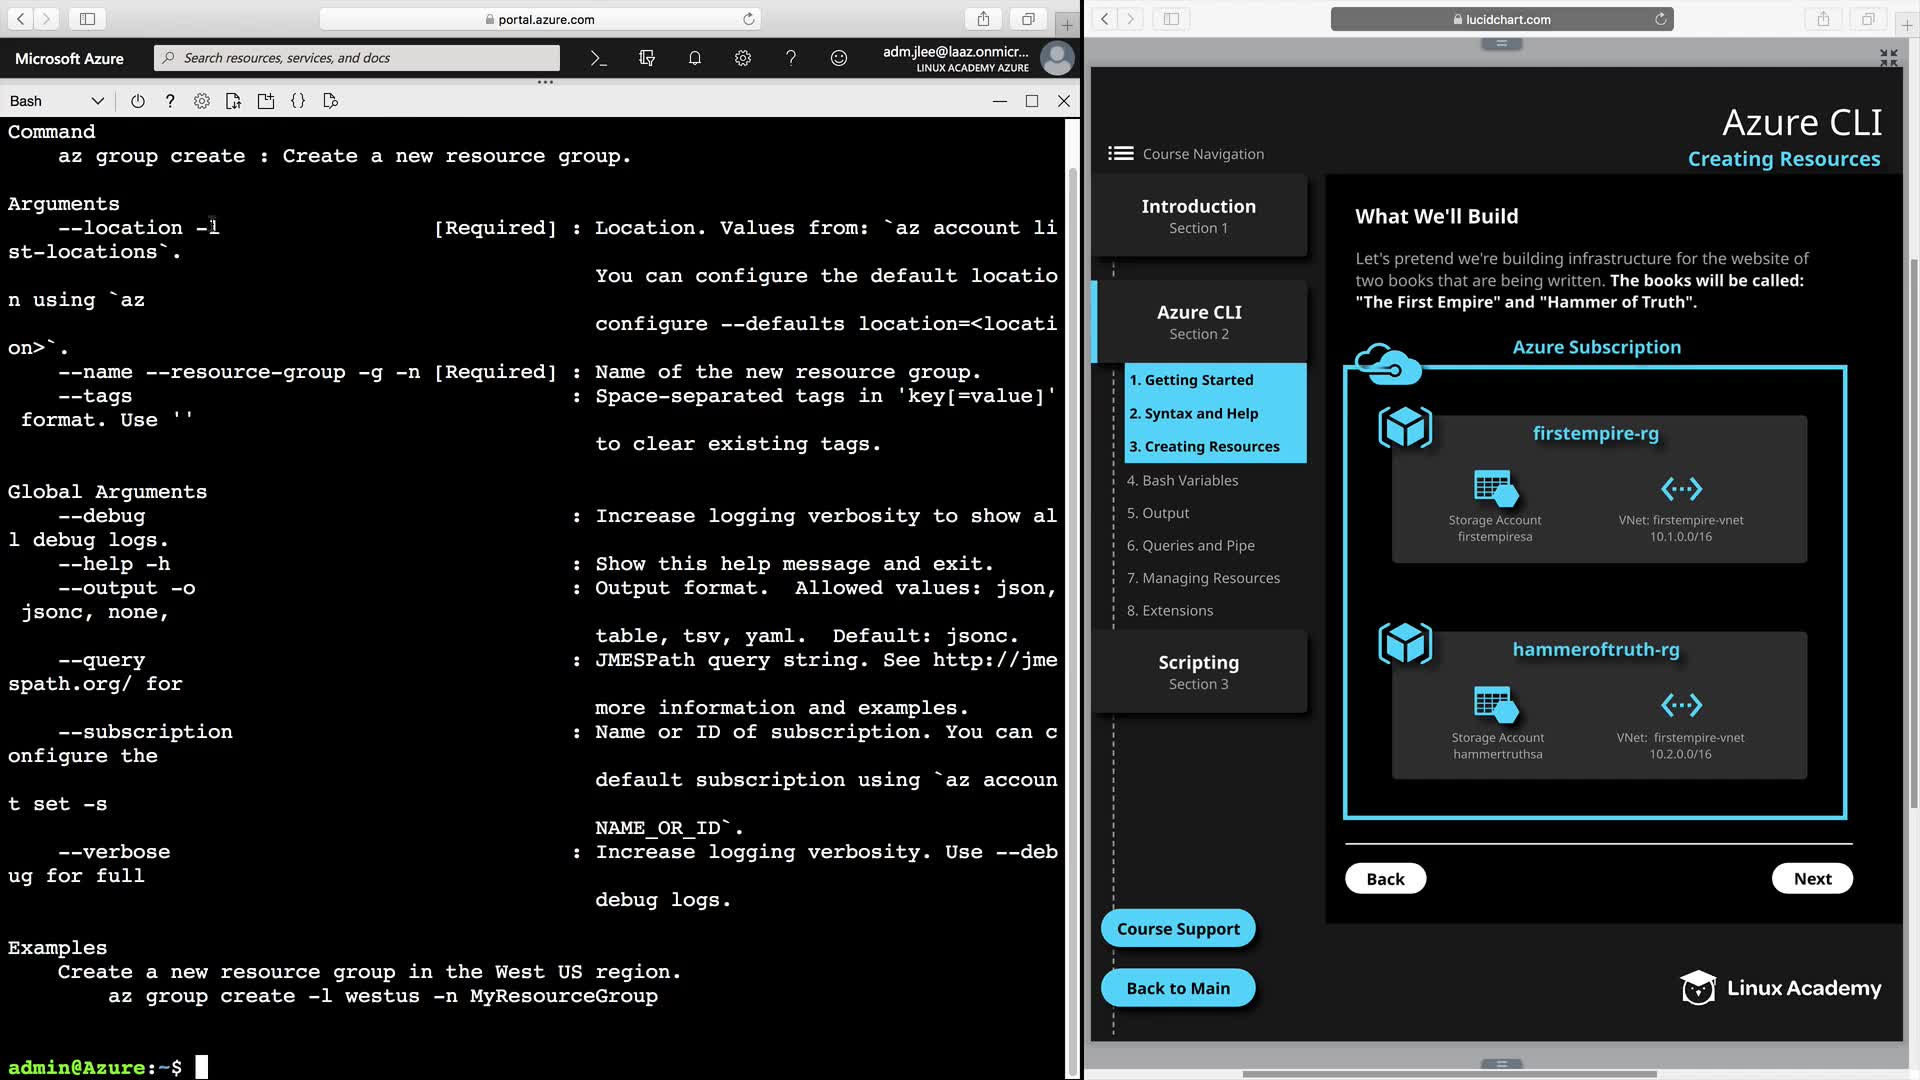 portal.azure.com
Microsoft Azure
Search resources, services, and docs
adm.jlee@laaz.onmicr...
LINUX ACADEMY AZURE
Bash
Command
az group create : Create a new resource group.
Arguments
--location -l [Required] : Location. Values from: `az account li
st-locations`.
You can configure the default locatio
n using `az
configure --defaults location=<locati
on>`.
--name --resource-group -g -n [Required] : Name of the new resource group.
--tags : Space-separated tags in 'key[=value]'
format. Use ''
to clear existing tags.
Global Arguments
--debug : Increase logging verbosity to show al
l debug logs.
--help -h : Show this help message and exit.
--output -o : Output format.  Allowed values: json,
jsonc, none,
table, tsv, yaml.  Default: jsonc.
--query : JMESPath query string. See http://jme
spath.org/ for
more information and examples.
--subscription : Name or ID of subscription. You can c
onfigure the
default subscription using `az accoun
t set -s
NAME_OR_ID`.
--verbose : Increase logging verbosity. Use --deb
ug for full
debug logs.
Examples
Create a new resource group in the West US region.
az group create -l westus -n MyResourceGroup
admin@Azure:~$
lucidchart.com
Azure CLI
Creating Resources
Course Navigation
Introduction
Section 1
Azure CLI
Section 2
1. Getting Started
2. Syntax and Help
3. Creating Resources
4. Bash Variables
5. Output
6. Queries and Pipe
7. Managing Resources
8. Extensions
Scripting
Section 3
Course Support
Back to Main
What We'll Build
Let's pretend we're building infrastructure for the website of
two books that are being written. The books will be called:
"The First Empire" and "Hammer of Truth".
Azure Subscription
firstempire-rg
Storage Account
firstempiresa
VNet: firstempire-vnet
10.1.0.0/16
hammeroftruth-rg
Storage Account
hammertruthsa
VNet:  firstempire-vnet
10.2.0.0/16
Back
Next
Linux Academy